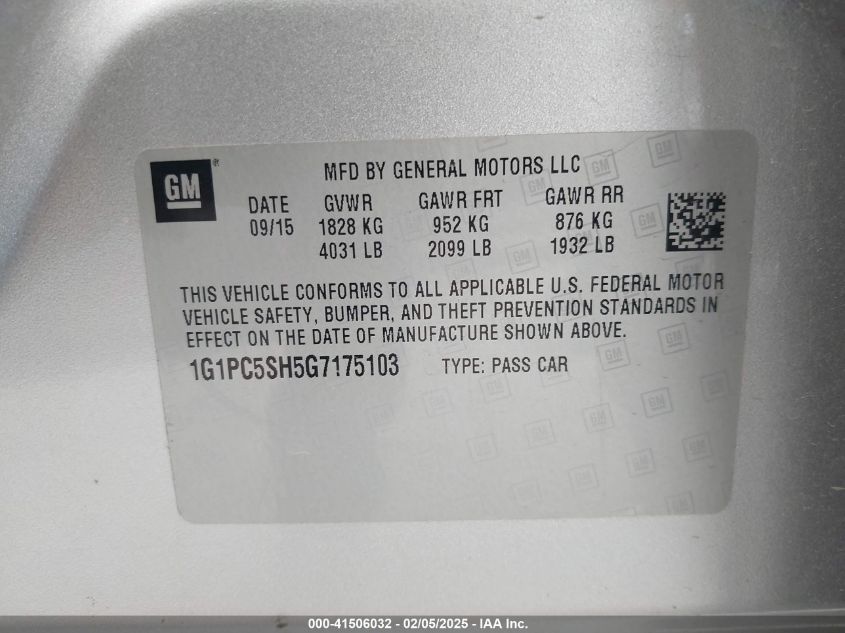 GM®
MFD BY GENERAL MOTORS LLC
DATE GVWR GAWR FRT GAWR RR
09/15 1828 KG 952 KG 876 KG
4031 LB 2099 LB 1932 LB
THIS VEHICLE CONFORMS TO ALL APPLICABLE U.S. FEDERAL MOTOR
VEHICLE SAFETY, BUMPER, AND THEFT PREVENTION STANDARDS IN
EFFECT ON THE DATE OF MANUFACTURE SHOWN ABOVE.
1G1PC5SH5G7175103 TYPE: PASS CAR
000-41506032 - 02/05/2025 - IAA Inc.